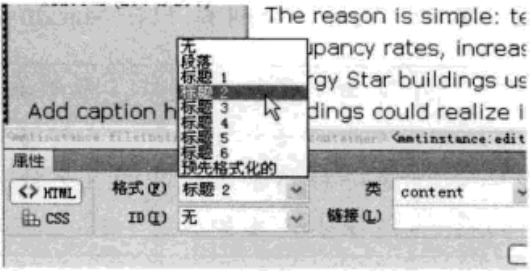 The reason is simple: te
无
段落
upancy rates, increas
标题 1
标题 2
rgy Star buildings us
标题 3
Add caption h
dings could realize i
标题 4
标题 5
标题 6
预先格式化的
<mmtinstance:edit
属性
<> HTML
格式(F)
标题 2
类
content
CSS
ID(I)
无
链接(L)